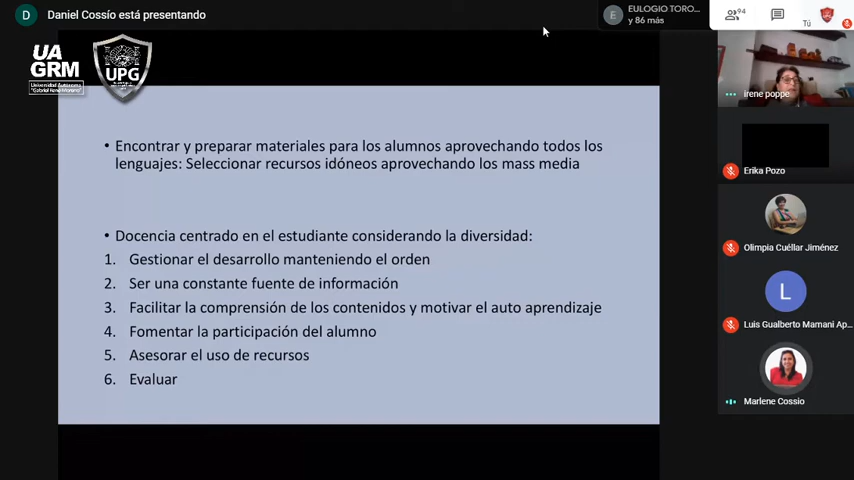 D Daniel Cossío está presentando
E EULOGIO TORO...
y 86 más
94
Tú
UA
GRM
Universidad Autónoma
"Gabriel René Moreno"
UPG
• Encontrar y preparar materiales para los alumnos aprovechando todos los
lenguajes: Seleccionar recursos idóneos aprovechando los mass media
• Docencia centrado en el estudiante considerando la diversidad:
1. Gestionar el desarrollo manteniendo el orden
2. Ser una constante fuente de información
3. Facilitar la comprensión de los contenidos y motivar el auto aprendizaje
4. Fomentar la participación del alumno
5. Asesorar el uso de recursos
6. Evaluar
irene poppe
Erika Pozo
Olimpia Cuéllar Jiménez
L
Luis Gualberto Mamani Ap...
Marlene Cossio